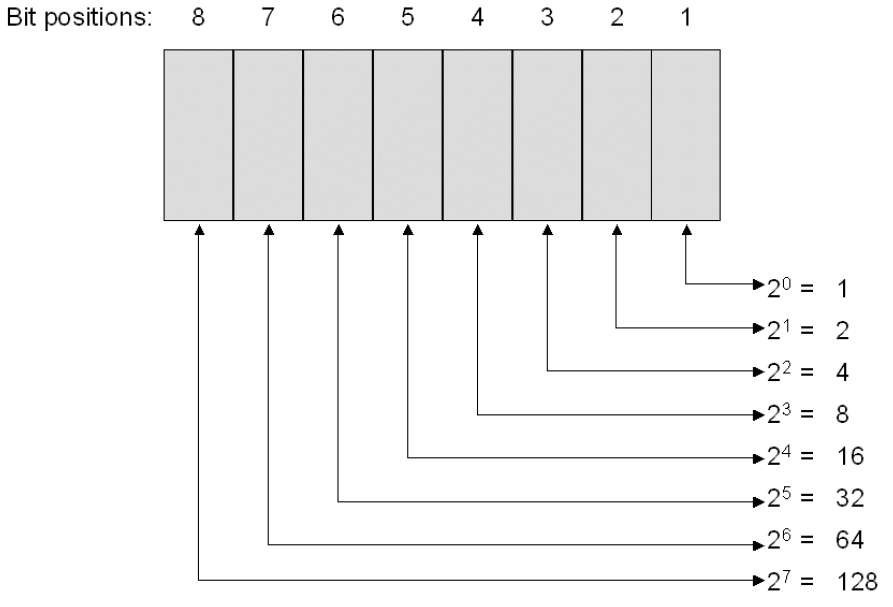 Bit positions: 8 7 6 5 4 3 2 1
2⁰ = 1
2¹ = 2
2² = 4
2³ = 8
2⁴ = 16
2⁵ = 32
2⁶ = 64
2⁷ = 128